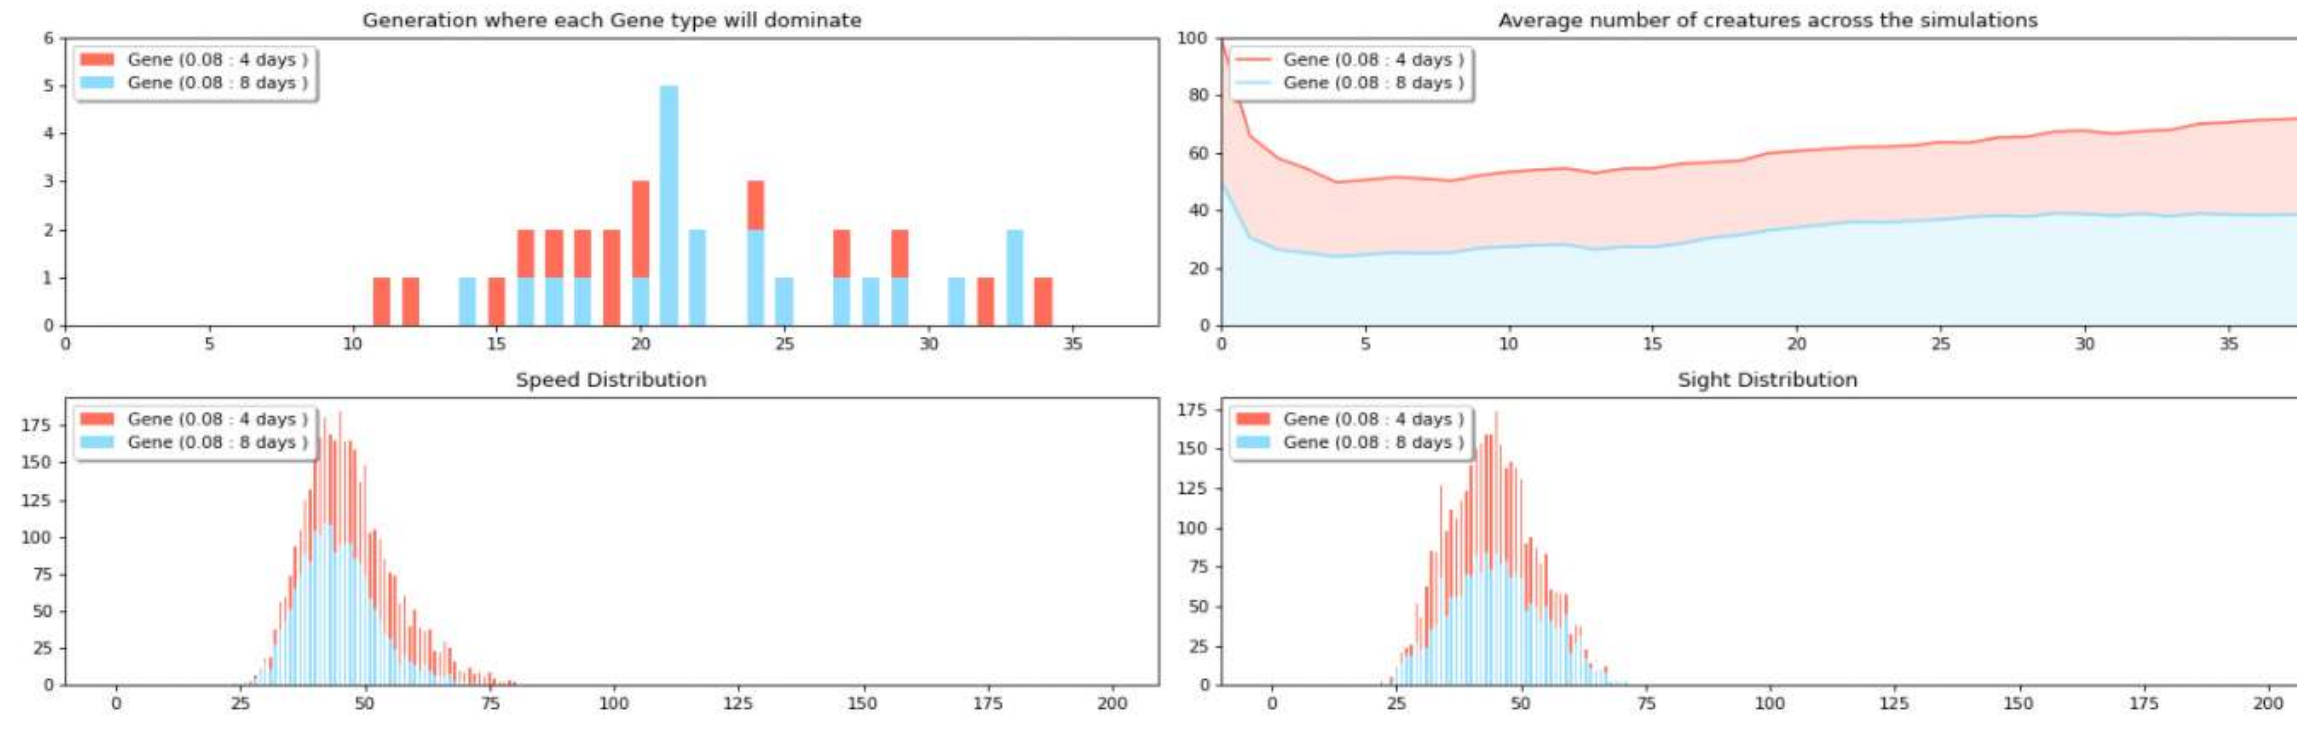 Generation where each Gene type will dominate
6
5
4
3
2
1
0
Gene (0.08 : 4 days )
Gene (0.08 : 8 days )
0 5 10 15 20 25 30 35
Average number of creatures across the simulations
100
80
60
40
20
0
Gene (0.08 : 4 days )
Gene (0.08 : 8 days )
0 5 10 15 20 25 30 35
Speed Distribution
175
150
125
100
75
50
25
0
Gene (0.08 : 4 days )
Gene (0.08 : 8 days )
0 25 50 75 100 125 150 175 200
Sight Distribution
175
150
125
100
75
50
25
0
Gene (0.08 : 4 days )
Gene (0.08 : 8 days )
0 25 50 75 100 125 150 175 200